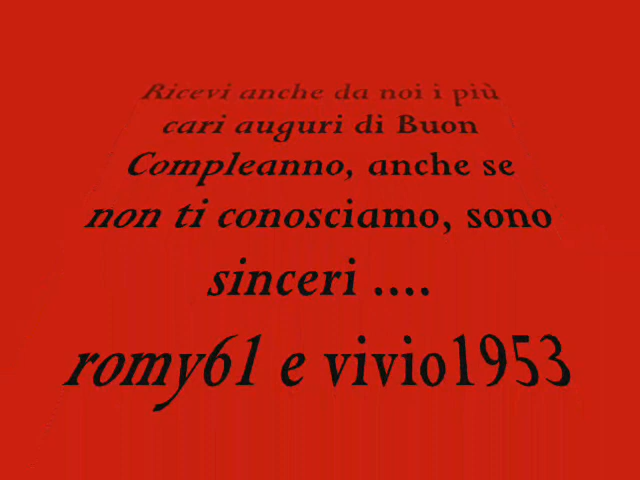 Ricevi anche da noi i più
cari auguri di Buon
Compleanno, anche se
non ti conosciamo, sono
sinceri ....
romy61 e vivio1953